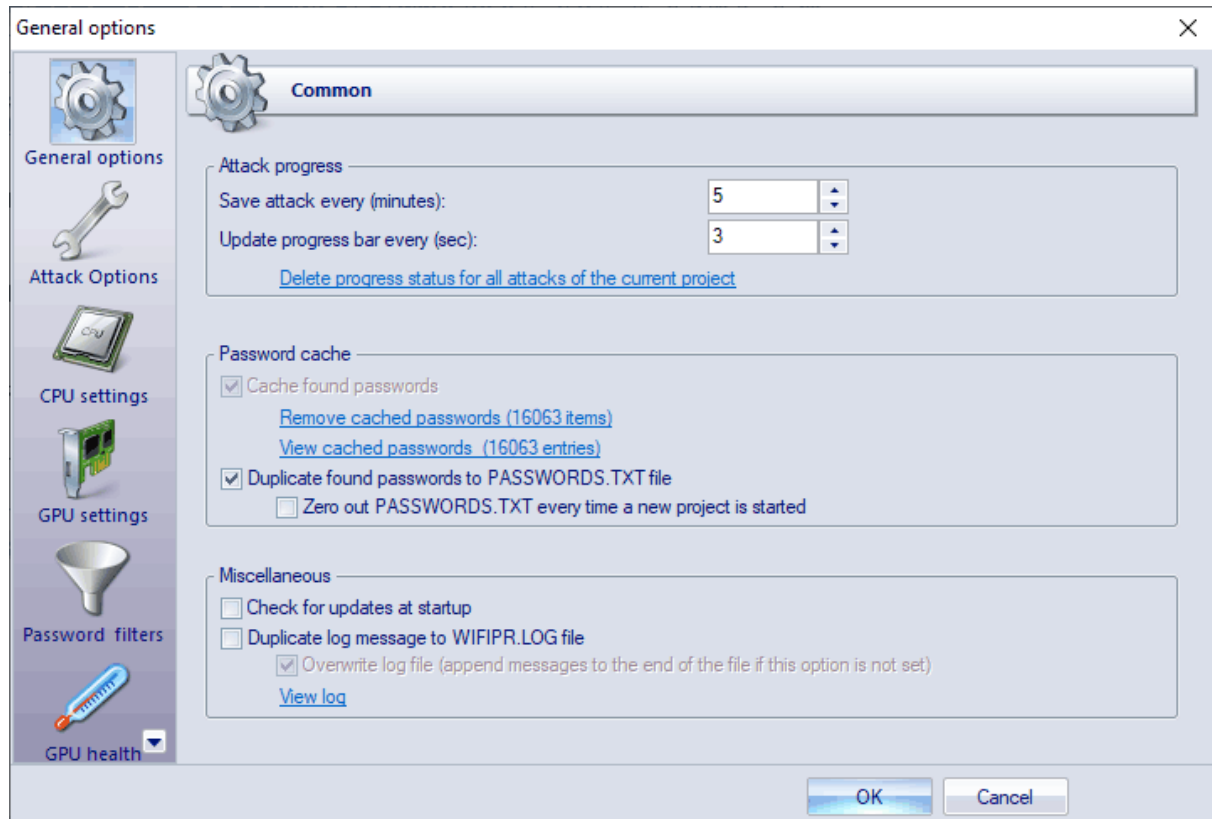 General options
General options
Attack Options
CPU
CPU settings
GPU settings
Password filters
GPU health
Common
Attack progress
Save attack every (minutes):
5
Update progress bar every (sec):
3
Delete progress status for all attacks of the current project
Password cache
Cache found passwords
Remove cached passwords (16063 items)
View cached passwords (16063 entries)
Duplicate found passwords to PASSWORDS.TXT file
Zero out PASSWORDS.TXT every time a new project is started
Miscellaneous
Check for updates at startup
Duplicate log message to WIFIPR.LOG file
Overwrite log file (append messages to the end of the file if this option is not set)
View log
OK
Cancel